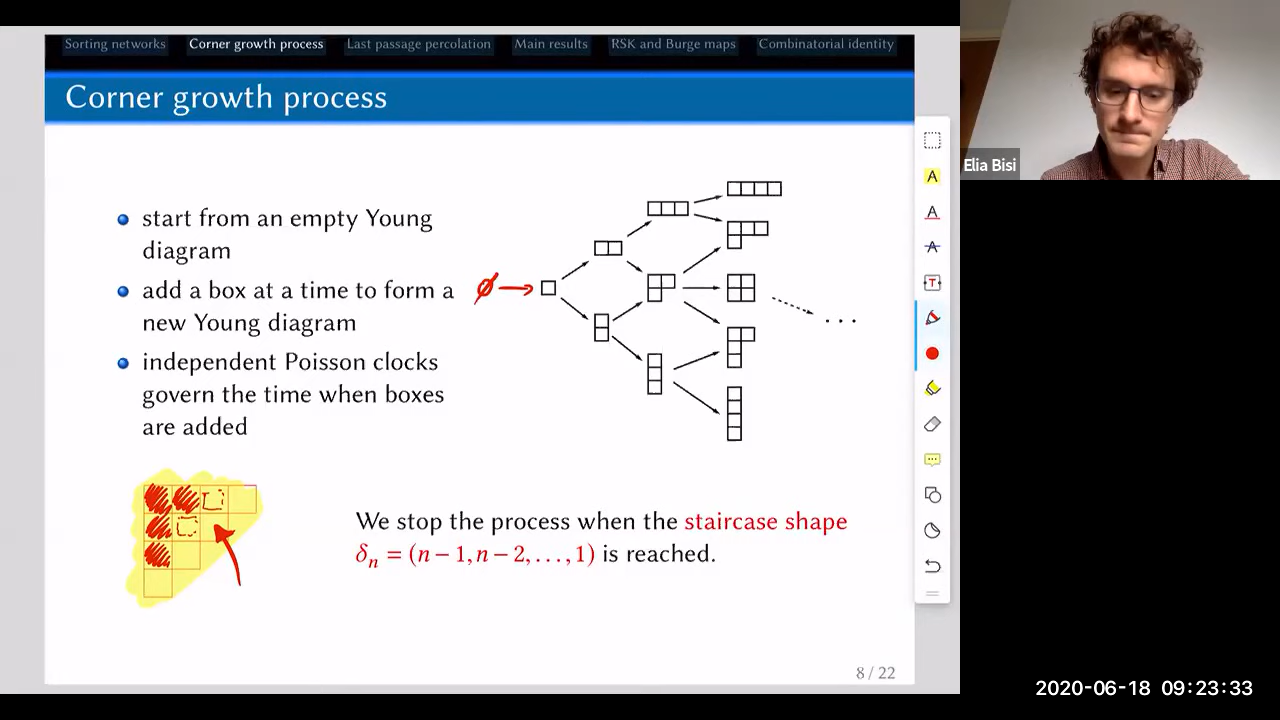 Sorting networks Corner growth process Last passage percolation Main results RSK and Burge maps Combinatorial identity
Corner growth process
start from an empty Young
diagram
add a box at a time to form a
new Young diagram
independent Poisson clocks
govern the time when boxes
are added
∅ →
. . .
We stop the process when the staircase shape
δₙ = (n − 1, n − 2, . . . , 1) is reached.
8 / 22
A
A
A
T
Elia Bisi
2020-06-18 09:23:33